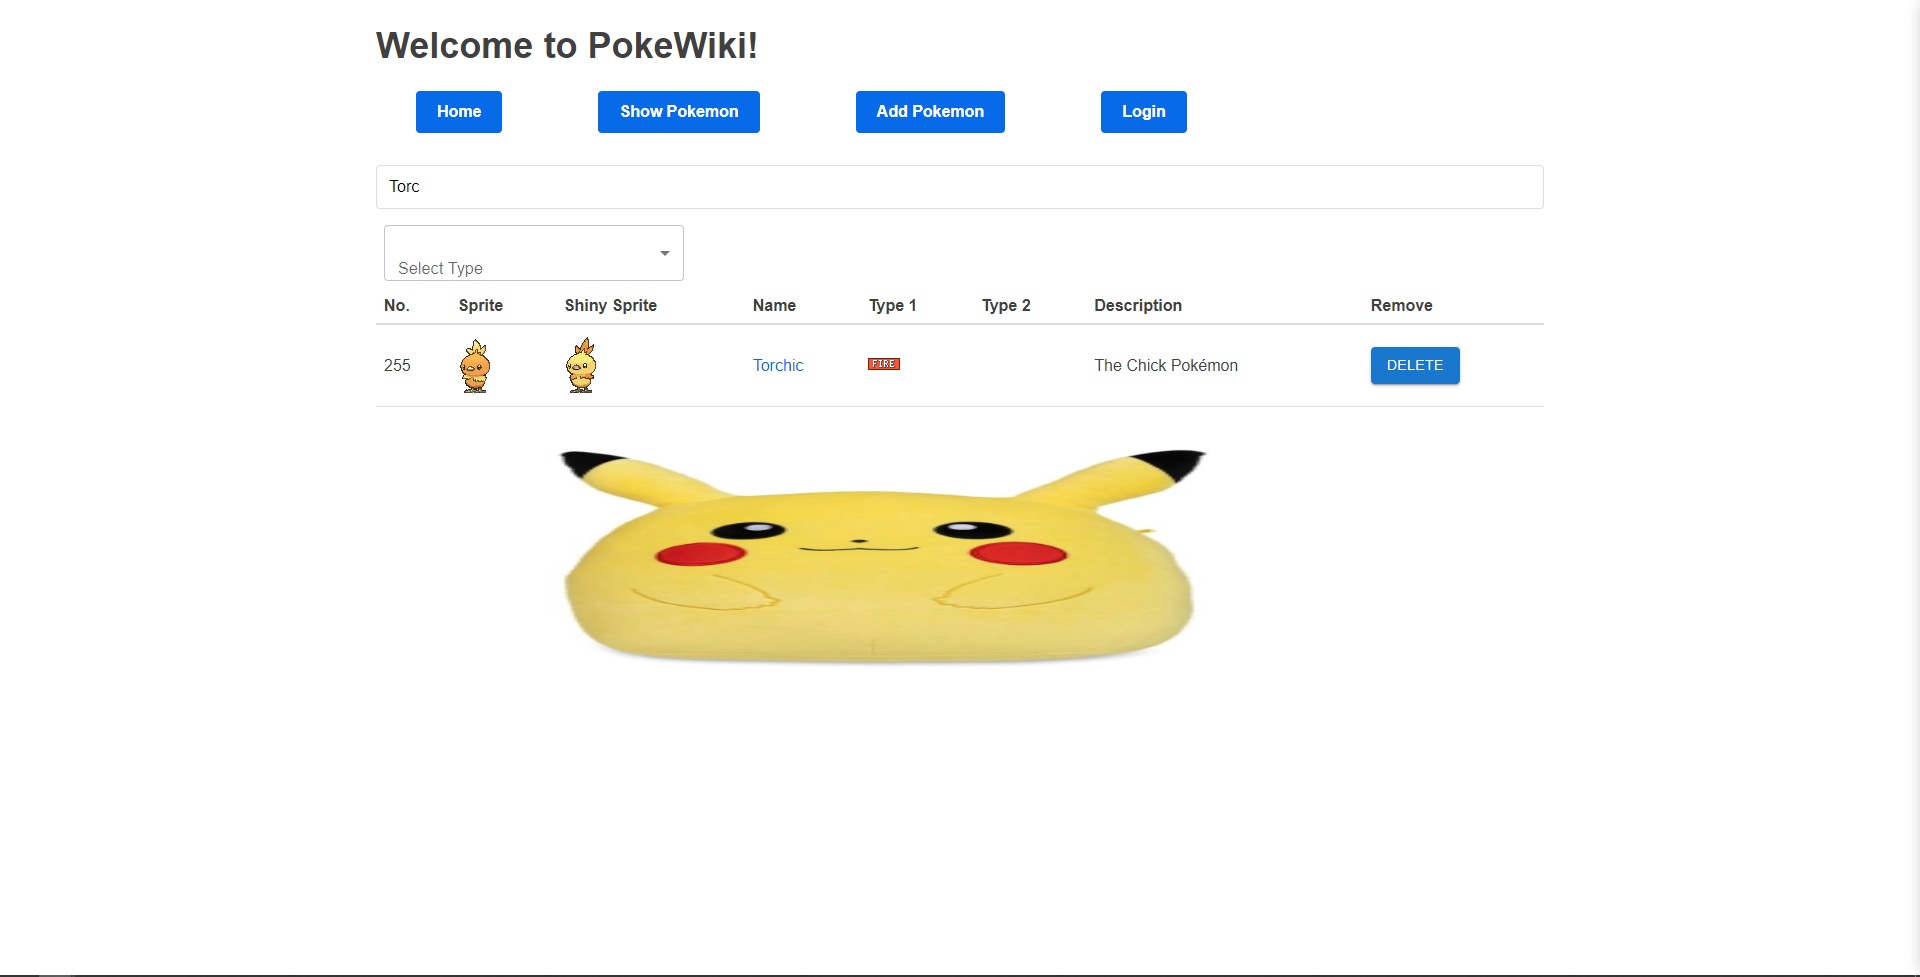 Welcome to PokeWiki!
Home Show Pokemon Add Pokemon Login
Torc
Select Type
No. Sprite Shiny Sprite Name Type 1 Type 2 Description Remove
255 Torchic FIRE The Chick Pokémon DELETE